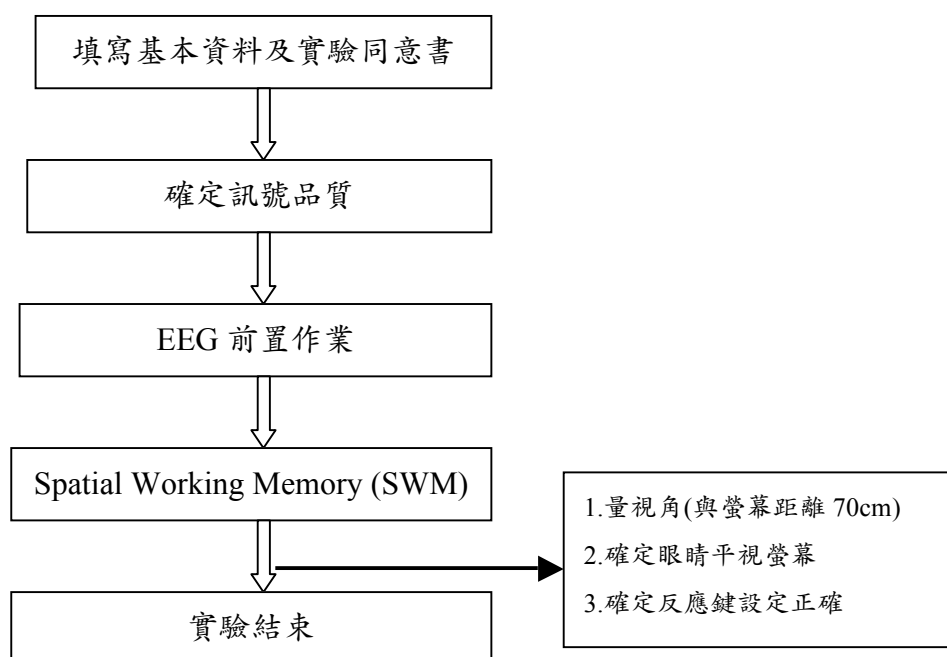 填寫基本資料及實驗同意書
確定訊號品質
EEG 前置作業
Spatial Working Memory (SWM)
1.量視角(與螢幕距離 70cm)
2.確定眼睛平視螢幕
3.確定反應鍵設定正確
實驗結束